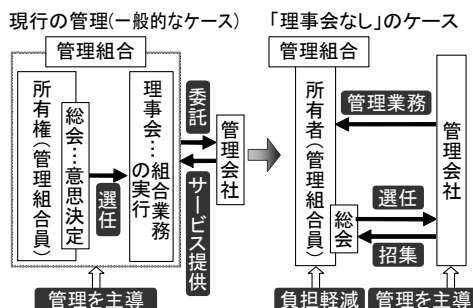 現行の管理(一般的なケース)
管理組合
所有権(管理組合員)
総会…意思決定
選任
理事会…組合業務
の実行
委託
サービス提供
管理会社
管理を主導
「理事会なし」のケース
管理組合
所有者(管理組合員)
総会
管理業務
選任
招集
管理会社
負担軽減
管理を主導